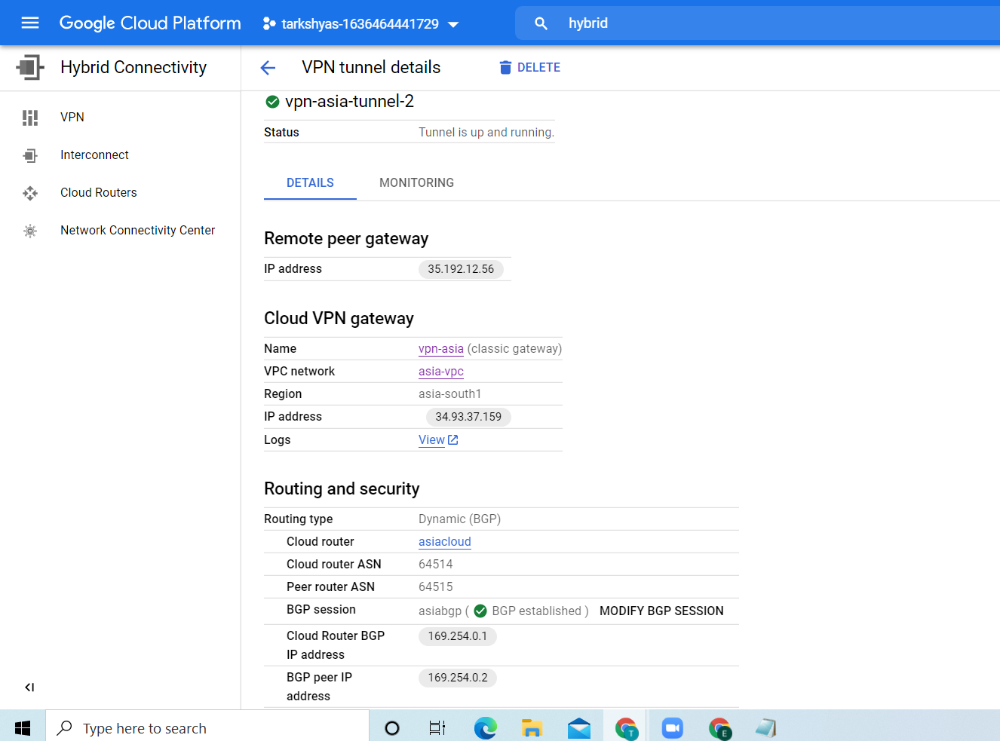 Google Cloud Platform
tarkshyas-1636464441729
hybrid
Hybrid Connectivity
VPN tunnel details
DELETE
VPN
Interconnect
Cloud Routers
Network Connectivity Center
vpn-asia-tunnel-2
Status Tunnel is up and running.
DETAILS MONITORING
Remote peer gateway
IP address 35.192.12.56
Cloud VPN gateway
Name vpn-asia (classic gateway)
VPC network asia-vpc
Region asia-south1
IP address 34.93.37.159
Logs View
Routing and security
Routing type Dynamic (BGP)
Cloud router asiacloud
Cloud router ASN 64514
Peer router ASN 64515
BGP session asiabgp ( BGP established ) MODIFY BGP SESSION
Cloud Router BGP 169.254.0.1
IP address
BGP peer IP 169.254.0.2
address
Type here to search
T
E